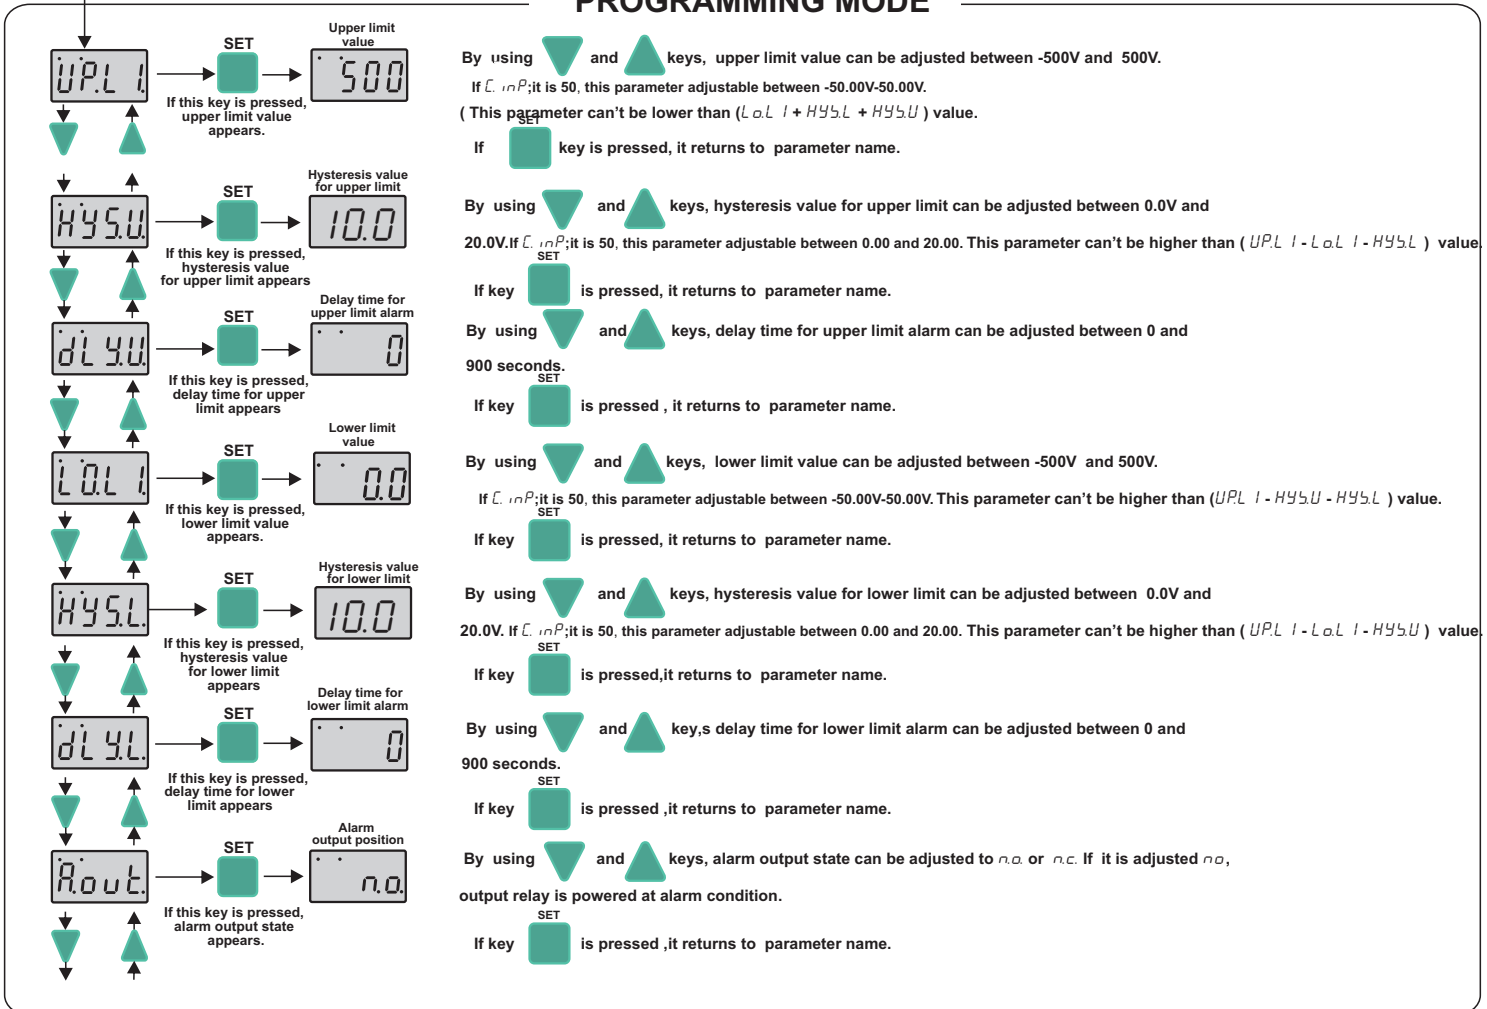 PROGRAMMING MODE
UP.L 1.
SET
Upper limit
value
500
If this key is pressed,
upper limit value
appears.
By using and keys, upper limit value can be adjusted between -500V and 500V.
If C. inP;it is 50, this parameter adjustable between -50.00V-50.00V.
( This parameter can't be lower than (Lo.L 1 + HYS.L + HYS.U ) value.
SET
If key is pressed, it returns to parameter name.
HYS.U.
SET
Hysteresis value
for upper limit
10.0
If this key is pressed,
hysteresis value
for upper limit appears
By using and keys, hysteresis value for upper limit can be adjusted between 0.0V and
20.0V.If C. inP;it is 50, this parameter adjustable between 0.00 and 20.00. This parameter can't be higher than ( UP.L 1 - Lo.L 1 - HYS.L ) value.
SET
If key is pressed, it returns to parameter name.
dLY.U.
SET
Delay time for
upper limit alarm
0
If this key is pressed,
delay time for upper
limit appears
By using and keys, delay time for upper limit alarm can be adjusted between 0 and
900 seconds.
SET
If key is pressed , it returns to parameter name.
LO.L 1.
SET
Lower limit
value
0.0
If this key is pressed,
lower limit value
appears.
By using and keys, lower limit value can be adjusted between -500V and 500V.
If C. inP;it is 50, this parameter adjustable between -50.00V-50.00V. This parameter can't be higher than (UP.L 1 - HYS.U - HYS.L ) value.
SET
If key is pressed, it returns to parameter name.
HYS.L.
SET
Hysteresis value
for lower limit
10.0
If this key is pressed,
hysteresis value
for lower limit
appears
By using and keys, hysteresis value for lower limit can be adjusted between 0.0V and
20.0V. If C. inP;it is 50, this parameter adjustable between 0.00 and 20.00. This parameter can't be higher than ( UP.L 1 - Lo.L 1 - HYS.U ) value.
SET
If key is pressed,it returns to parameter name.
dLY.L.
SET
Delay time for
lower limit alarm
0
If this key is pressed,
delay time for lower
limit appears
By using and key,s delay time for lower limit alarm can be adjusted between 0 and
900 seconds.
SET
If key is pressed ,it returns to parameter name.
A.out.
SET
Alarm
output position
n.o.
If this key is pressed,
alarm output state
appears.
By using and keys, alarm output state can be adjusted to n.o. or n.c. If it is adjusted no,
output relay is powered at alarm condition.
SET
If key is pressed ,it returns to parameter name.